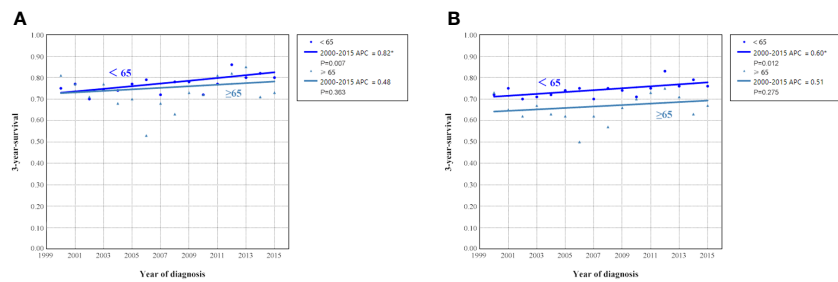 A
1.00
0.90
0.80
0.70
0.60
0.50
0.40
0.30
0.20
0.10
0.00
3-year-survival
< 65
≥65
1999 2001 2003 2005 2007 2009 2011 2013 2015
Year of diagnosis
< 65
2000-2015 APC = 0.82*
P=0.007
≥ 65
2000-2015 APC = 0.48
P=0.363
B
1.00
0.90
0.80
0.70
0.60
0.50
0.40
0.30
0.20
0.10
0.00
3-year-survival
< 65
≥65
1999 2001 2003 2005 2007 2009 2011 2013 2015
Year of diagnosis
< 65
2000-2015 APC = 0.60*
P=0.012
≥ 65
2000-2015 APC = 0.51
P=0.275